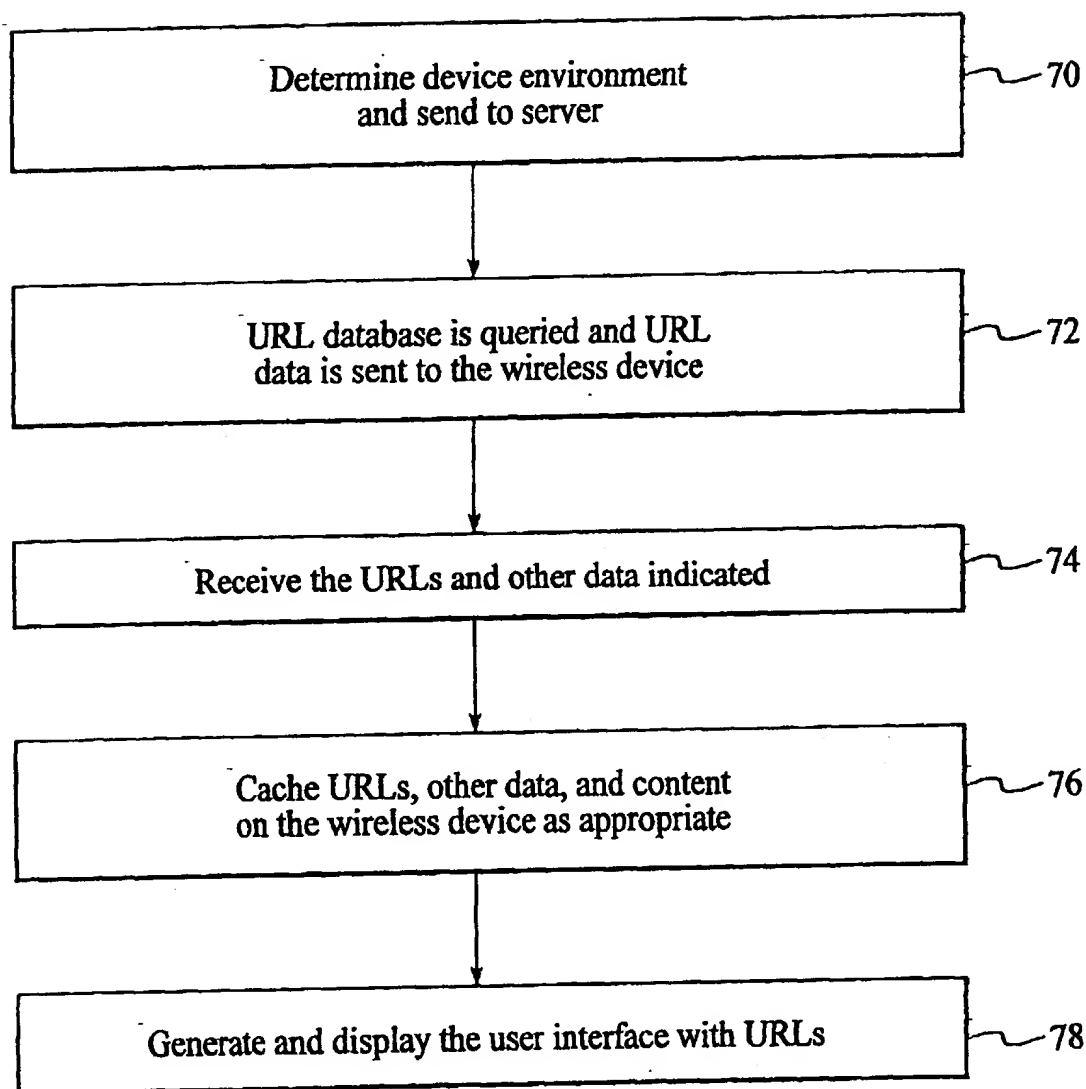 Determine device environment
and send to server
70
URL database is queried and URL
data is sent to the wireless device
72
Receive the URLs and other data indicated
74
Cache URLs, other data, and content
on the wireless device as appropriate
76
Generate and display the user interface with URLs
78